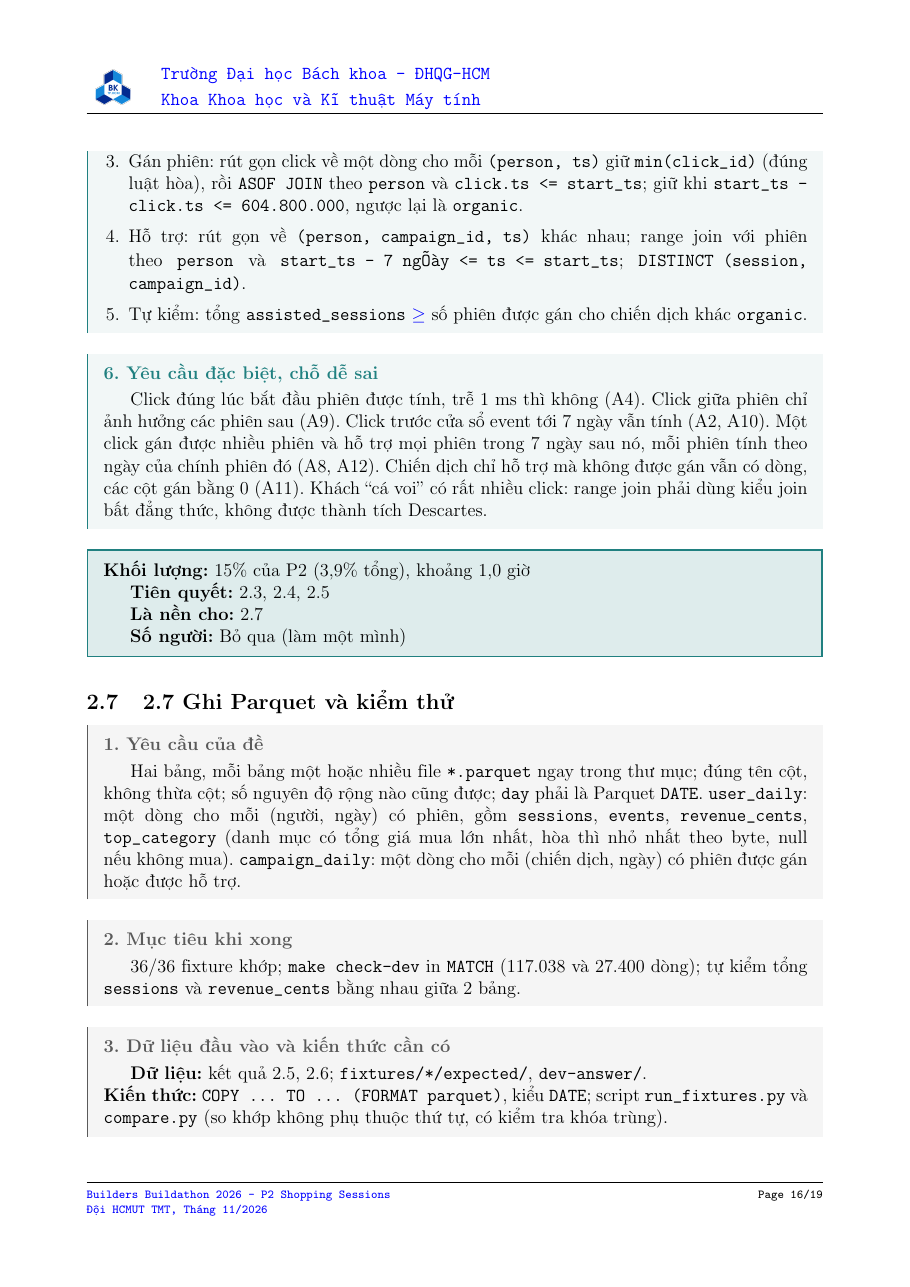 BK
Trường Đại học Bách khoa - ĐHQG-HCM
Khoa Khoa học và Kĩ thuật Máy tính
3. Gán phiên: rút gọn click về một dòng cho mỗi (person, ts) giữ min(click_id) (đúng
luật hòa), rồi ASOF JOIN theo person và click.ts <= start_ts; giữ khi start_ts -
click.ts <= 604.800.000, ngược lại là organic.
4. Hỗ trợ: rút gọn về (person, campaign_id, ts) khác nhau; range join với phiên
theo person và start_ts - 7 ngÕày <= ts <= start_ts; DISTINCT (session,
campaign_id).
5. Tự kiểm: tổng assisted_sessions ≥ số phiên được gán cho chiến dịch khác organic.
6. Yêu cầu đặc biệt, chỗ dễ sai
Click đúng lúc bắt đầu phiên được tính, trễ 1 ms thì không (A4). Click giữa phiên chỉ
ảnh hưởng các phiên sau (A9). Click trước cửa sổ event tới 7 ngày vẫn tính (A2, A10). Một
click gán được nhiều phiên và hỗ trợ mọi phiên trong 7 ngày sau nó, mỗi phiên tính theo
ngày của chính phiên đó (A8, A12). Chiến dịch chỉ hỗ trợ mà không được gán vẫn có dòng,
các cột gán bằng 0 (A11). Khách “cá voi” có rất nhiều click: range join phải dùng kiểu join
bất đẳng thức, không được thành tích Descartes.
Khối lượng: 15% của P2 (3,9% tổng), khoảng 1,0 giờ
Tiên quyết: 2.3, 2.4, 2.5
Là nền cho: 2.7
Số người: Bỏ qua (làm một mình)
2.7 2.7 Ghi Parquet và kiểm thử
1. Yêu cầu của đề
Hai bảng, mỗi bảng một hoặc nhiều file *.parquet ngay trong thư mục; đúng tên cột,
không thừa cột; số nguyên độ rộng nào cũng được; day phải là Parquet DATE. user_daily:
một dòng cho mỗi (người, ngày) có phiên, gồm sessions, events, revenue_cents,
top_category (danh mục có tổng giá mua lớn nhất, hòa thì nhỏ nhất theo byte, null
nếu không mua). campaign_daily: một dòng cho mỗi (chiến dịch, ngày) có phiên được gán
hoặc được hỗ trợ.
2. Mục tiêu khi xong
36/36 fixture khớp; make check-dev in MATCH (117.038 và 27.400 dòng); tự kiểm tổng
sessions và revenue_cents bằng nhau giữa 2 bảng.
3. Dữ liệu đầu vào và kiến thức cần có
Dữ liệu: kết quả 2.5, 2.6; fixtures/*/expected/, dev-answer/.
Kiến thức: COPY ... TO ... (FORMAT parquet), kiểu DATE; script run_fixtures.py và
compare.py (so khớp không phụ thuộc thứ tự, có kiểm tra khóa trùng).
Builders Buildathon 2026 - P2 Shopping Sessions
Page 16/19
Đội HCMUT TMT, Tháng 11/2026